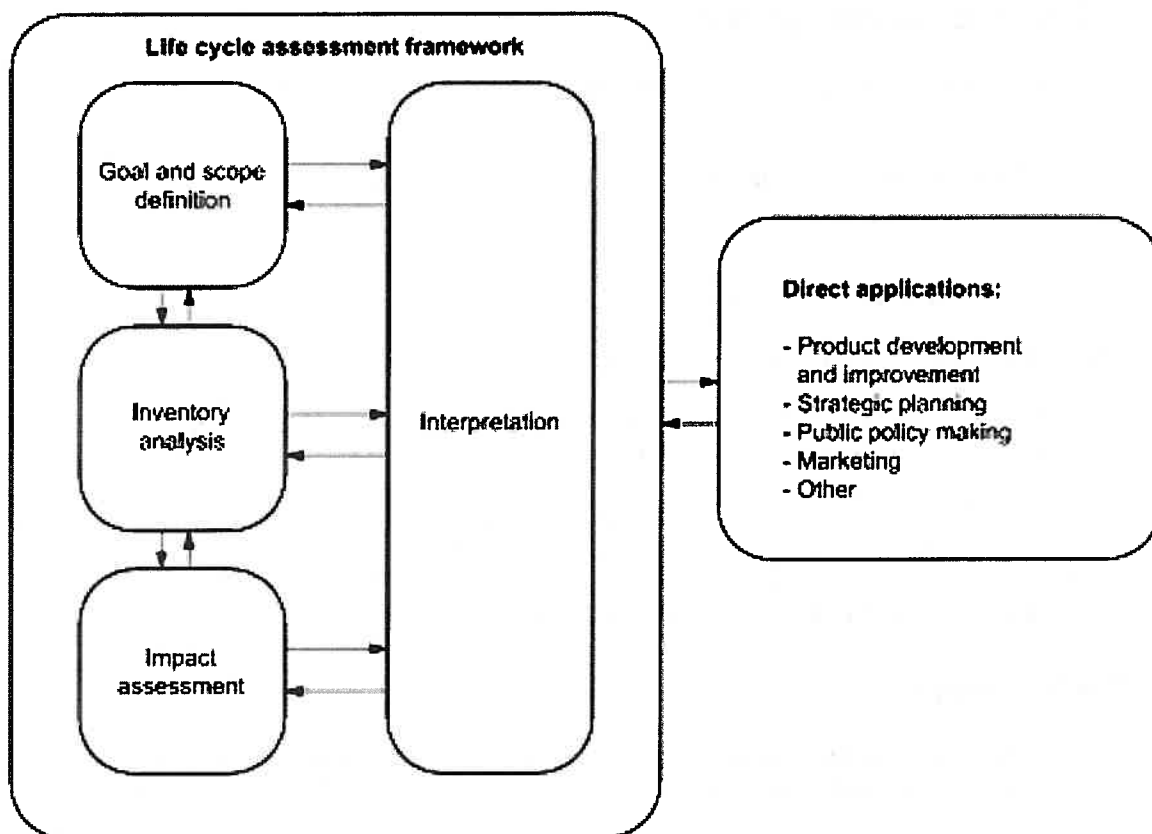 Life cycle assessment framework
Goal and scope
definition
Inventory
analysis
Impact
assessment
Interpretation
Direct applications:
- Product development
and improvement
- Strategic planning
- Public policy making
- Marketing
- Other